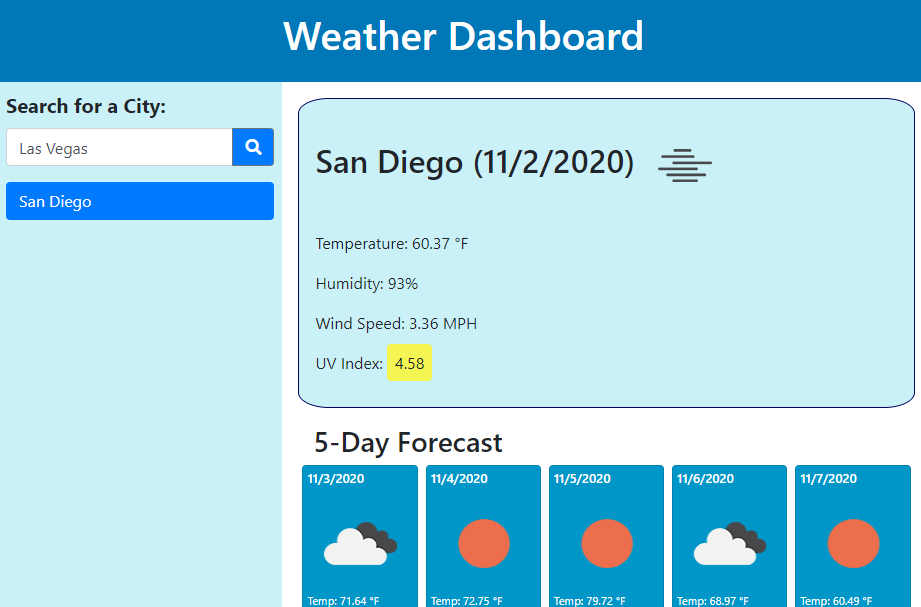 Weather Dashboard
Search for a City:
Las Vegas
San Diego
San Diego (11/2/2020)
Temperature: 60.37 °F
Humidity: 93%
Wind Speed: 3.36 MPH
UV Index: 4.58
5-Day Forecast
11/3/2020 11/4/2020 11/5/2020 11/6/2020 11/7/2020
Temp: 71.64 °F Temp: 72.75 °F Temp: 79.72 °F Temp: 68.97 °F Temp: 60.49 °F